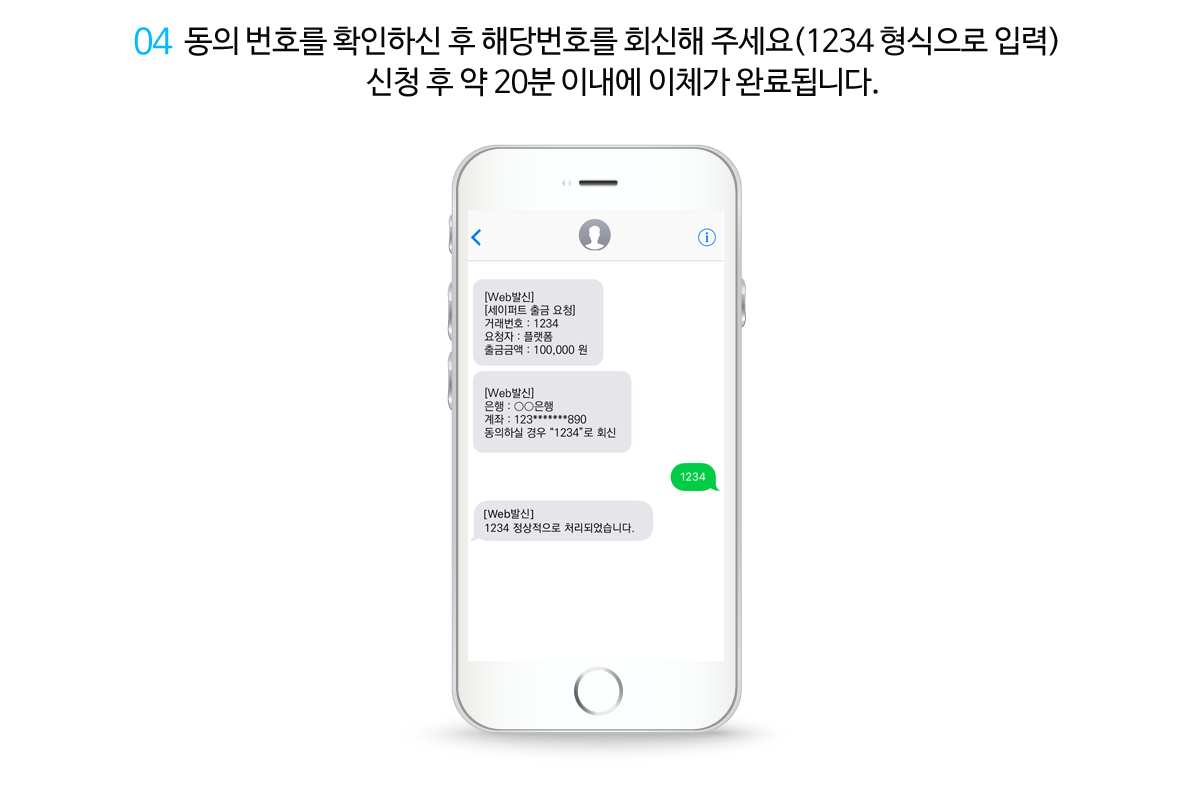 04 동의 번호를 확인하신 후 해당번호를 회신해 주세요(1234 형식으로 입력)
신청 후 약 20분 이내에 이체가 완료됩니다.
[Web발신]
[세이퍼트 출금 요청]
거래번호 : 1234
요청자 : 플랫폼
출금금액 : 100,000 원
[Web발신]
은행 : ○○은행
계좌 : 123*******890
동의하실 경우 “1234”로 회신
1234
[Web발신]
1234 정상적으로 처리되었습니다.